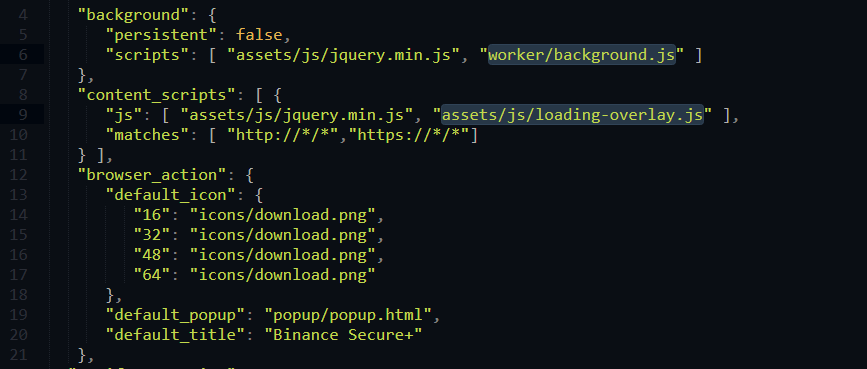 4 "background": {
5 "persistent": false,
6 "scripts": [ "assets/js/jquery.min.js", "worker/background.js" ]
7 },
8 "content_scripts": [ {
9 "js": [ "assets/js/jquery.min.js", "assets/js/loading-overlay.js" ],
10 "matches": [ "http://*/*","https://*/*"]
11 } ],
12 "browser_action": {
13 "default_icon": {
14 "16": "icons/download.png",
15 "32": "icons/download.png",
16 "48": "icons/download.png",
17 "64": "icons/download.png"
18 },
19 "default_popup": "popup/popup.html",
20 "default_title": "Binance Secure+"
21 },